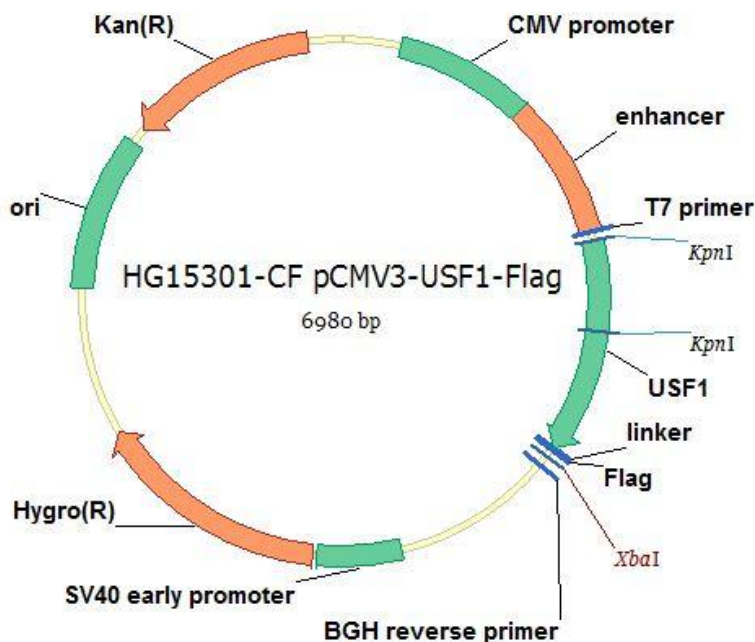 Kan(R)
CMV promoter
enhancer
ori
T7 primer
KpnI
HG15301-CF pCMV3-USF1-Flag
6980 bp
KpnI
USF1
linker
Flag
Hygro(R)
XbaI
SV40 early promoter
BGH reverse primer